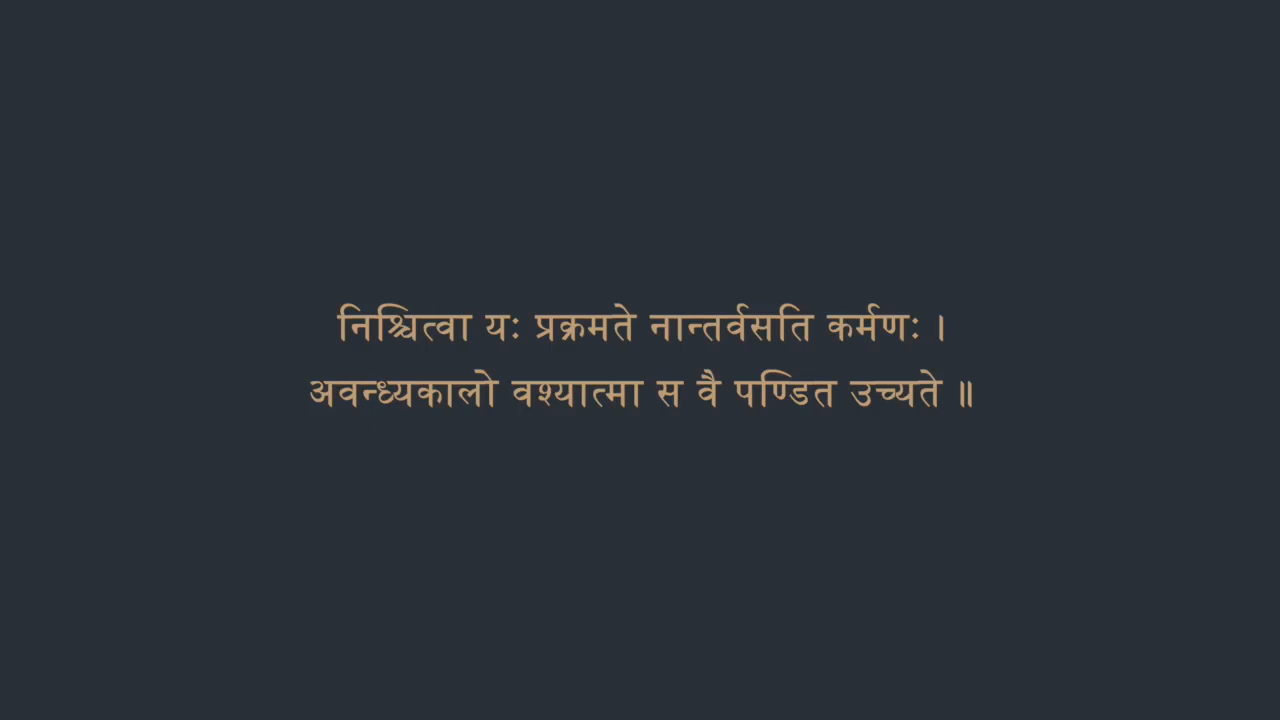 निश्चित्वा यः प्रक्रमते नान्तर्वसति कर्मणः ।
अवन्ध्यकालो वश्यात्मा स वै पण्डित उच्यते ॥